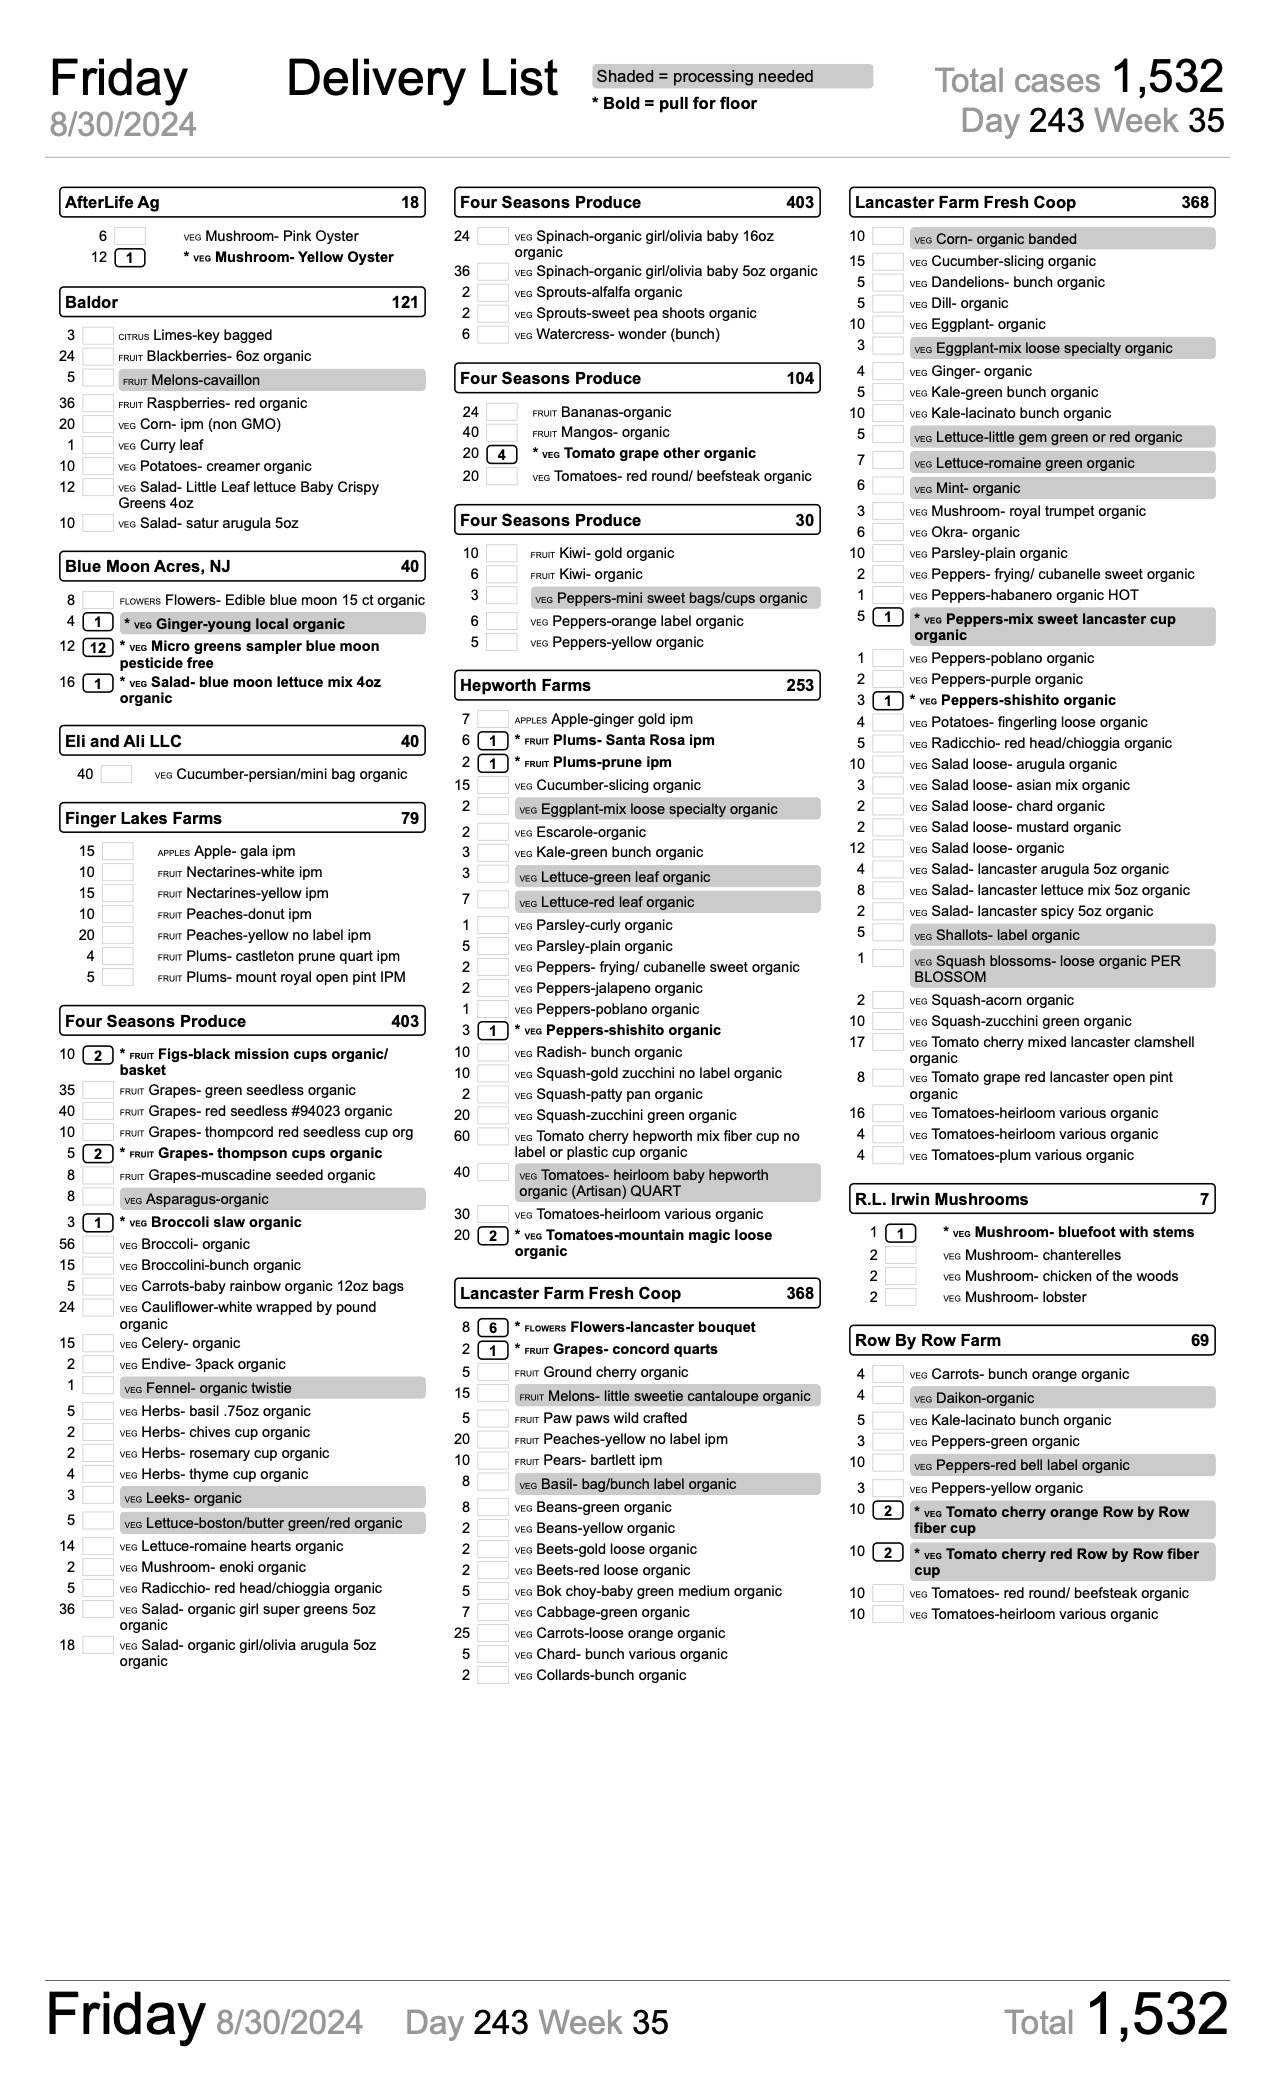 Friday
8/30/2024
Delivery List
Shaded = processing needed
* Bold = pull for floor
Total cases 1,532
Day 243 Week 35
AfterLife Ag 18
6 VEG Mushroom- Pink Oyster
12 1 * VEG Mushroom- Yellow Oyster
Baldor 121
3 CITRUS Limes-key bagged
24 FRUIT Blackberries- 6oz organic
5 FRUIT Melons-cavaillon
36 FRUIT Raspberries- red organic
20 VEG Corn- ipm (non GMO)
1 VEG Curry leaf
10 VEG Potatoes- creamer organic
12 VEG Salad- Little Leaf lettuce Baby Crispy
Greens 4oz
10 VEG Salad- satur arugula 5oz
Blue Moon Acres, NJ 40
8 FLOWERS Flowers- Edible blue moon 15 ct organic
4 1 * VEG Ginger-young local organic
12 12 * VEG Micro greens sampler blue moon
pesticide free
16 1 * VEG Salad- blue moon lettuce mix 4oz
organic
Eli and Ali LLC 40
40 VEG Cucumber-persian/mini bag organic
Finger Lakes Farms 79
15 APPLES Apple- gala ipm
10 FRUIT Nectarines-white ipm
15 FRUIT Nectarines-yellow ipm
10 FRUIT Peaches-donut ipm
20 FRUIT Peaches-yellow no label ipm
4 FRUIT Plums- castleton prune quart ipm
5 FRUIT Plums- mount royal open pint IPM
Four Seasons Produce 403
10 2 * FRUIT Figs-black mission cups organic/
basket
35 FRUIT Grapes- green seedless organic
40 FRUIT Grapes- red seedless #94023 organic
10 FRUIT Grapes- thompcord red seedless cup org
5 2 * FRUIT Grapes- thompson cups organic
8 FRUIT Grapes-muscadine seeded organic
8 VEG Asparagus-organic
3 1 * VEG Broccoli slaw organic
56 VEG Broccoli- organic
15 VEG Broccolini-bunch organic
5 VEG Carrots-baby rainbow organic 12oz bags
24 VEG Cauliflower-white wrapped by pound
organic
15 VEG Celery- organic
2 VEG Endive- 3pack organic
1 VEG Fennel- organic twistie
5 VEG Herbs- basil .75oz organic
2 VEG Herbs- chives cup organic
2 VEG Herbs- rosemary cup organic
4 VEG Herbs- thyme cup organic
3 VEG Leeks- organic
5 VEG Lettuce-boston/butter green/red organic
14 VEG Lettuce-romaine hearts organic
2 VEG Mushroom- enoki organic
5 VEG Radicchio- red head/chioggia organic
36 VEG Salad- organic girl super greens 5oz
organic
18 VEG Salad- organic girl/olivia arugula 5oz
organic
Four Seasons Produce 403
24 VEG Spinach-organic girl/olivia baby 16oz
organic
36 VEG Spinach-organic girl/olivia baby 5oz organic
2 VEG Sprouts-alfalfa organic
2 VEG Sprouts-sweet pea shoots organic
6 VEG Watercress- wonder (bunch)
Four Seasons Produce 104
24 FRUIT Bananas-organic
40 FRUIT Mangos- organic
20 4 * VEG Tomato grape other organic
20 VEG Tomatoes- red round/ beefsteak organic
Four Seasons Produce 30
10 FRUIT Kiwi- gold organic
6 FRUIT Kiwi- organic
3 VEG Peppers-mini sweet bags/cups organic
6 VEG Peppers-orange label organic
5 VEG Peppers-yellow organic
Hepworth Farms 253
7 APPLES Apple-ginger gold ipm
6 1 * FRUIT Plums- Santa Rosa ipm
2 1 * FRUIT Plums-prune ipm
15 VEG Cucumber-slicing organic
2 VEG Eggplant-mix loose specialty organic
2 VEG Escarole-organic
3 VEG Kale-green bunch organic
3 VEG Lettuce-green leaf organic
7 VEG Lettuce-red leaf organic
1 VEG Parsley-curly organic
5 VEG Parsley-plain organic
2 VEG Peppers- frying/ cubanelle sweet organic
2 VEG Peppers-jalapeno organic
1 VEG Peppers-poblano organic
3 1 * VEG Peppers-shishito organic
10 VEG Radish- bunch organic
10 VEG Squash-gold zucchini no label organic
2 VEG Squash-patty pan organic
20 VEG Squash-zucchini green organic
60 VEG Tomato cherry hepworth mix fiber cup no
label or plastic cup organic
40 VEG Tomatoes- heirloom baby hepworth
organic (Artisan) QUART
30 VEG Tomatoes-heirloom various organic
20 2 * VEG Tomatoes-mountain magic loose
organic
Lancaster Farm Fresh Coop 368
8 6 * FLOWERS Flowers-lancaster bouquet
2 1 * FRUIT Grapes- concord quarts
5 FRUIT Ground cherry organic
15 FRUIT Melons- little sweetie cantaloupe organic
5 FRUIT Paw paws wild crafted
20 FRUIT Peaches-yellow no label ipm
10 FRUIT Pears- bartlett ipm
8 VEG Basil- bag/bunch label organic
8 VEG Beans-green organic
2 VEG Beans-yellow organic
2 VEG Beets-gold loose organic
2 VEG Beets-red loose organic
5 VEG Bok choy-baby green medium organic
7 VEG Cabbage-green organic
25 VEG Carrots-loose orange organic
5 VEG Chard- bunch various organic
2 VEG Collards-bunch organic
Lancaster Farm Fresh Coop 368
10 VEG Corn- organic banded
15 VEG Cucumber-slicing organic
5 VEG Dandelions- bunch organic
5 VEG Dill- organic
10 VEG Eggplant- organic
3 VEG Eggplant-mix loose specialty organic
4 VEG Ginger- organic
5 VEG Kale-green bunch organic
10 VEG Kale-lacinato bunch organic
5 VEG Lettuce-little gem green or red organic
7 VEG Lettuce-romaine green organic
6 VEG Mint- organic
3 VEG Mushroom- royal trumpet organic
6 VEG Okra- organic
10 VEG Parsley-plain organic
2 VEG Peppers- frying/ cubanelle sweet organic
1 VEG Peppers-habanero organic HOT
5 1 * VEG Peppers-mix sweet lancaster cup
organic
1 VEG Peppers-poblano organic
2 VEG Peppers-purple organic
3 1 * VEG Peppers-shishito organic
4 VEG Potatoes- fingerling loose organic
5 VEG Radicchio- red head/chioggia organic
10 VEG Salad loose- arugula organic
3 VEG Salad loose- asian mix organic
2 VEG Salad loose- chard organic
2 VEG Salad loose- mustard organic
12 VEG Salad loose- organic
4 VEG Salad- lancaster arugula 5oz organic
8 VEG Salad- lancaster lettuce mix 5oz organic
2 VEG Salad- lancaster spicy 5oz organic
5 VEG Shallots- label organic
1 VEG Squash blossoms- loose organic PER
BLOSSOM
2 VEG Squash-acorn organic
10 VEG Squash-zucchini green organic
17 VEG Tomato cherry mixed lancaster clamshell
organic
8 VEG Tomato grape red lancaster open pint
organic
16 VEG Tomatoes-heirloom various organic
4 VEG Tomatoes-heirloom various organic
4 VEG Tomatoes-plum various organic
R.L. Irwin Mushrooms 7
1 1 * VEG Mushroom- bluefoot with stems
2 VEG Mushroom- chanterelles
2 VEG Mushroom- chicken of the woods
2 VEG Mushroom- lobster
Row By Row Farm 69
4 VEG Carrots- bunch orange organic
4 VEG Daikon-organic
5 VEG Kale-lacinato bunch organic
3 VEG Peppers-green organic
10 VEG Peppers-red bell label organic
3 VEG Peppers-yellow organic
10 2 * VEG Tomato cherry orange Row by Row
fiber cup
10 2 * VEG Tomato cherry red Row by Row fiber
cup
10 VEG Tomatoes- red round/ beefsteak organic
10 VEG Tomatoes-heirloom various organic
Friday 8/30/2024 Day 243 Week 35 Total 1,532